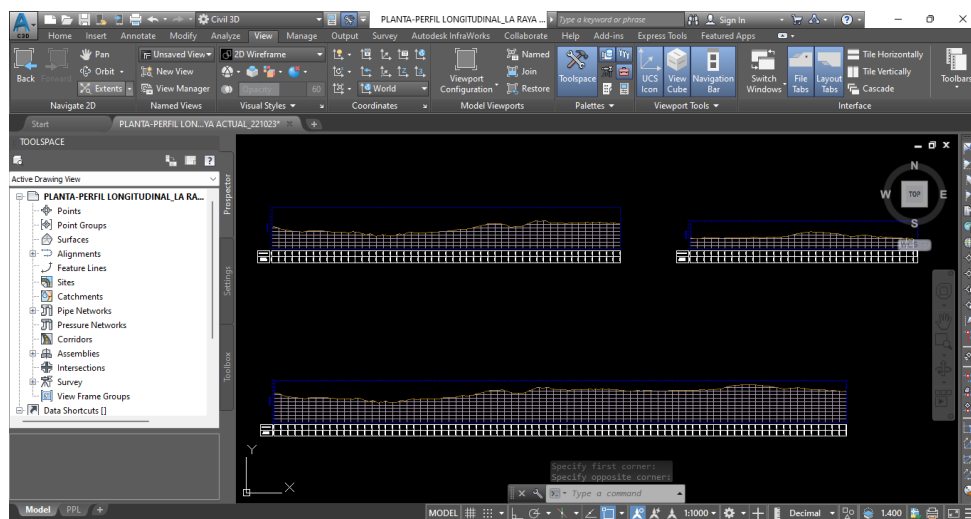 Civil 3D
PLANTA-PERFIL LONGITUDINAL_LA RAYA ...
Type a keyword or phrase
Sign In
C3D
Home Insert Annotate Modify Analyze View Manage Output Survey Autodesk InfraWorks Collaborate Help Add-ins Express Tools Featured Apps
Back
Forward
Pan
Orbit
Extents
Navigate 2D
Unsaved View
New View
View Manager
Named Views
2D Wireframe
Opacity 60
Visual Styles
World
Coordinates
Viewport
Configuration
Named
Join
Restore
Model Viewports
Toolspace
Palettes
UCS
Icon
View
Cube
Navigation
Bar
Viewport Tools
Switch
Windows
File
Tabs
Layout
Tabs
Tile Horizontally
Tile Vertically
Cascade
Interface
Toolbars
Start
PLANTA-PERFIL LON...YA ACTUAL_221023*
TOOLSPACE
Active Drawing View
PLANTA-PERFIL LONGITUDINAL_LA RA...
Points
Point Groups
Surfaces
Alignments
Feature Lines
Sites
Catchments
Pipe Networks
Pressure Networks
Corridors
Assemblies
Intersections
Survey
View Frame Groups
Data Shortcuts []
Prospector
Settings
Toolbox
N
W
TOP
E
S
Y
X
Specify first corner:
Specify opposite corner:
Type a command
Model
PPL
MODEL
1:1000
Decimal
1.400